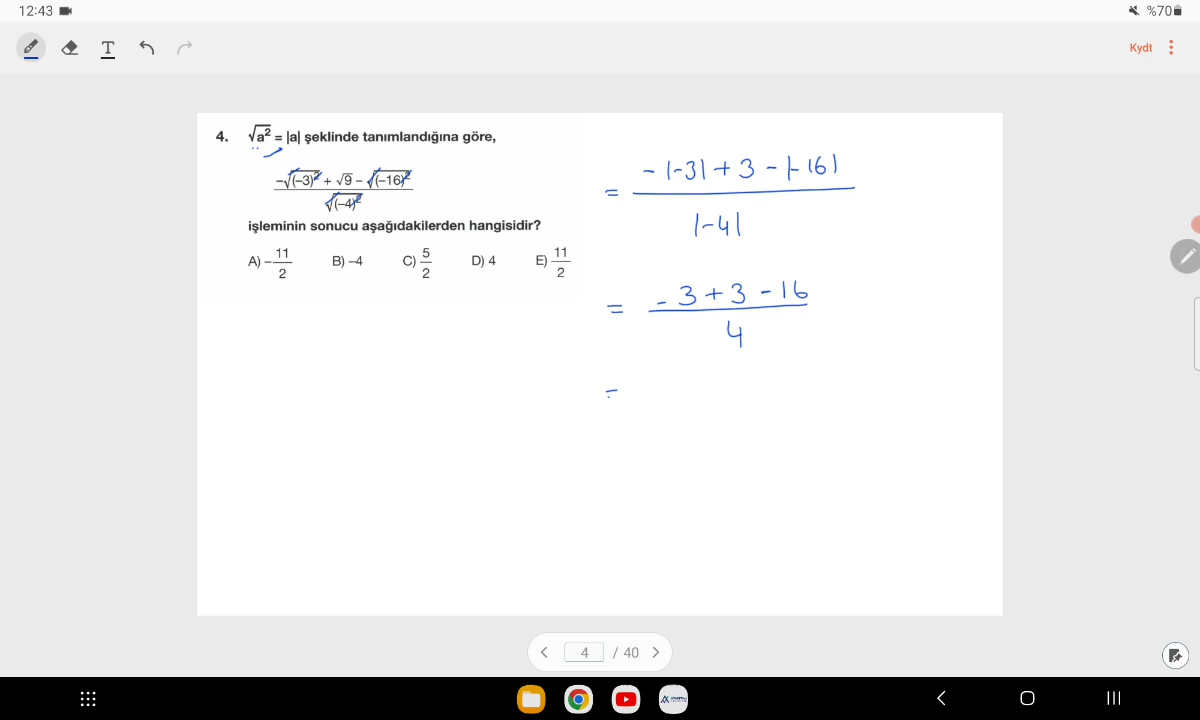 12:43 %70
T Kydt
4. √a² = |a| şeklinde tanımlandığına göre,
−√(−3)² + √9 − √(−16)²
√(−4)²
işleminin sonucu aşağıdakilerden hangisidir?
A) −11/2 B) −4 C) 5/2 D) 4 E) 11/2
= −|−3| + 3 − |−16|
|−4|
= −3 + 3 − 16
4
=
4 / 40